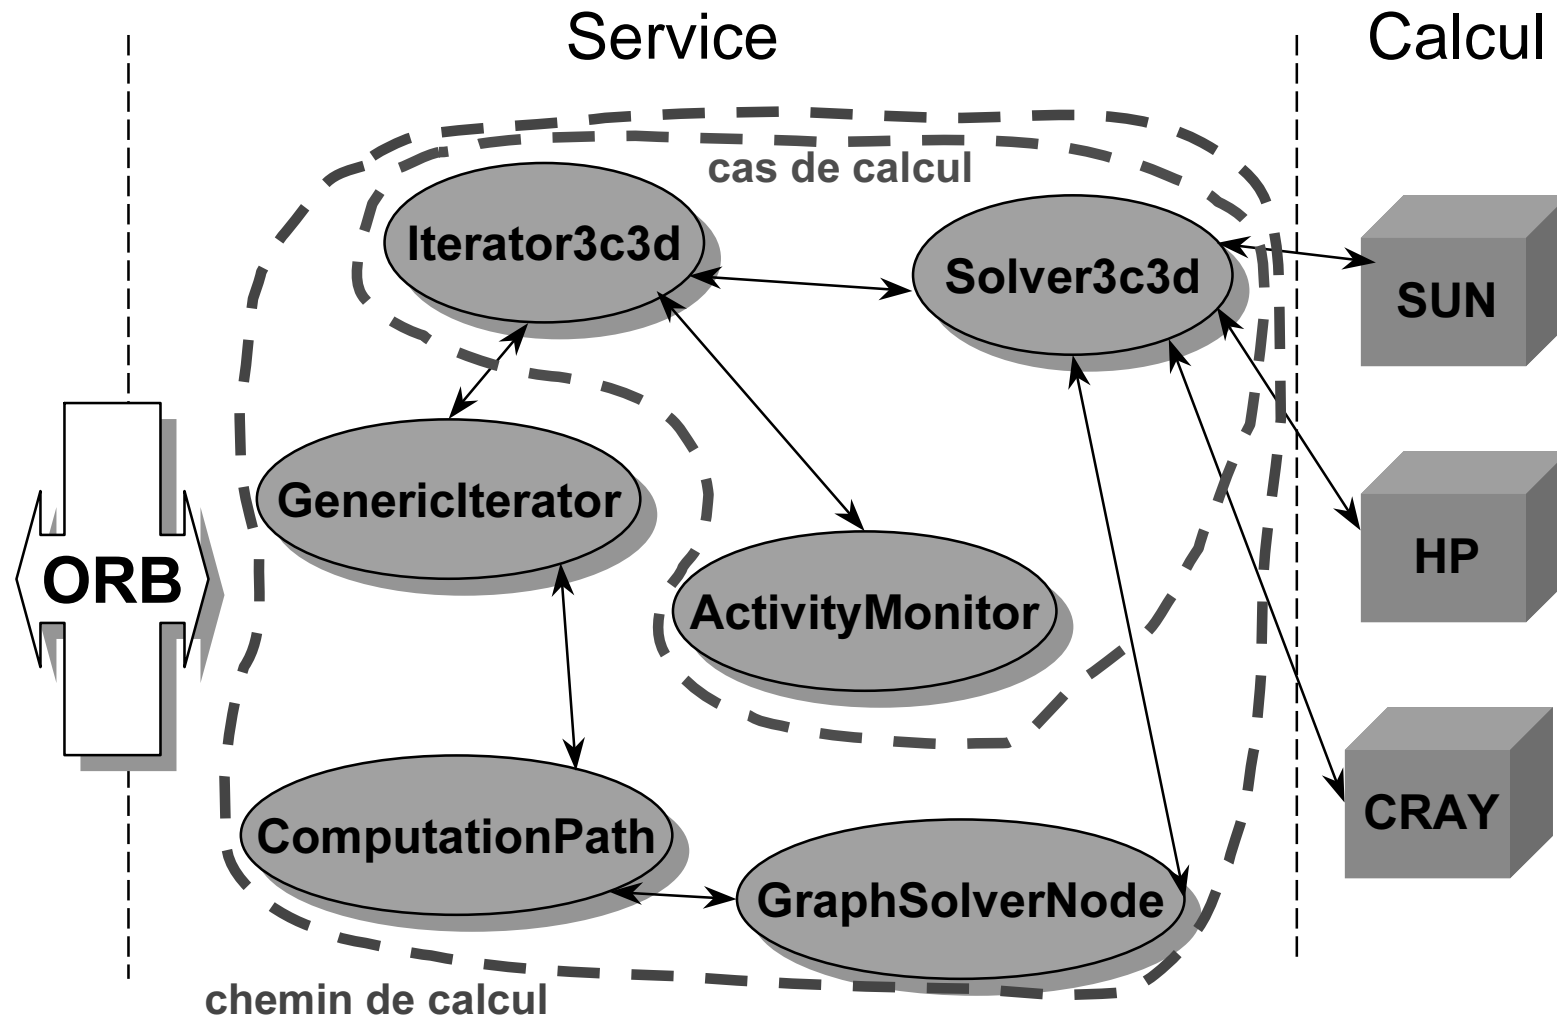 Service
Calcul
cas de calcul
Iterator3c3d
Solver3c3d
SUN
GenericIterator
HP
ORB
ActivityMonitor
ComputationPath
CRAY
GraphSolverNode
chemin de calcul